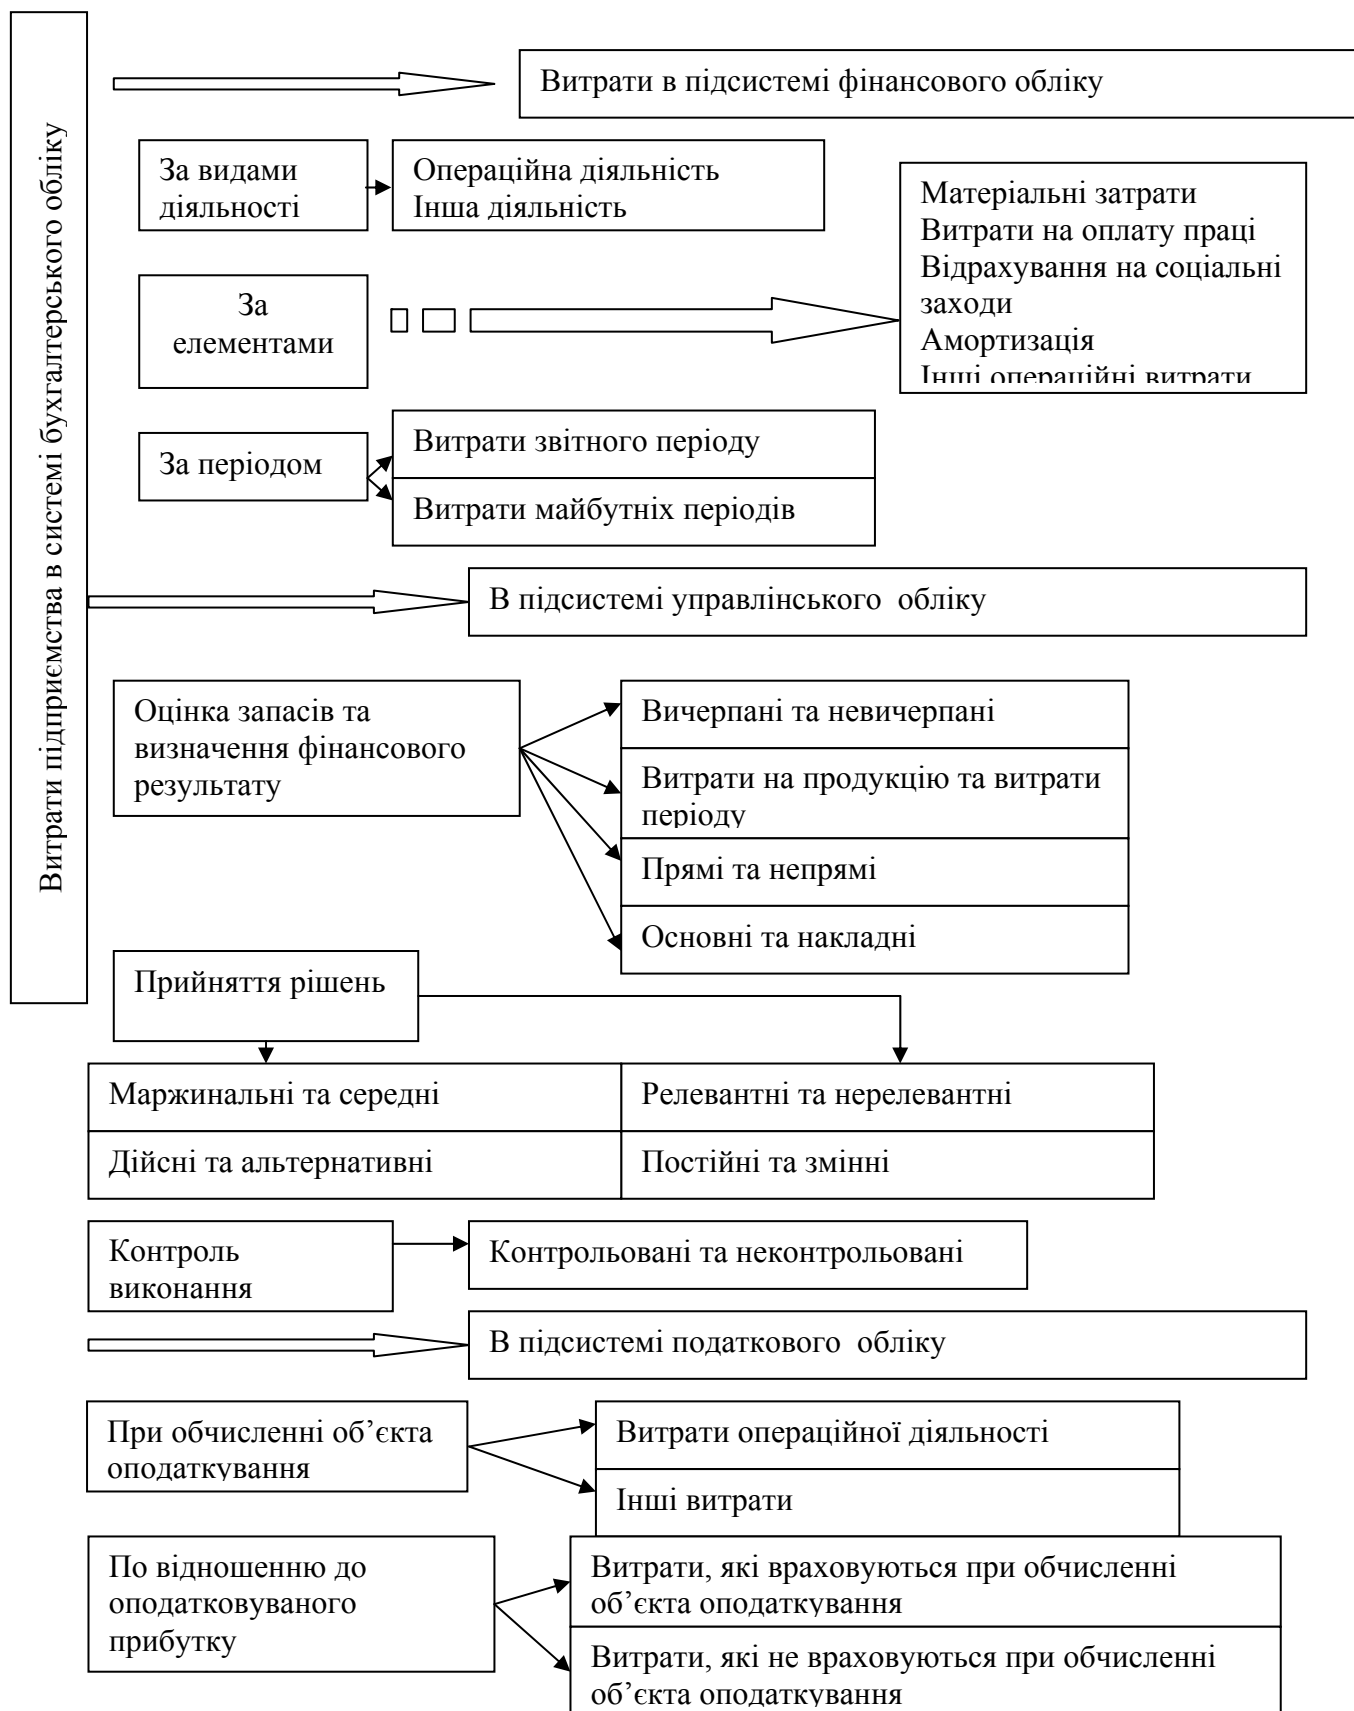 Витрати підприємства в системі бухгалтерського обліку
Витрати в підсистемі фінансового обліку
За видами
діяльності
Операційна діяльність
Інша діяльність
За
елементами
Матеріальні затрати
Витрати на оплату праці
Відрахування на соціальні
заходи
Амортизація
Інші операційні витрати
За періодом
Витрати звітного періоду
Витрати майбутніх періодів
В підсистемі управлінського обліку
Оцінка запасів та
визначення фінансового
результату
Вичерпані та невичерпані
Витрати на продукцію та витрати
періоду
Прямі та непрямі
Основні та накладні
Прийняття рішень
Маржинальні та середні
Релевантні та нерелевантні
Дійсні та альтернативні
Постійні та змінні
Контроль
виконання
Контрольовані та неконтрольовані
В підсистемі податкового обліку
При обчисленні об’єкта
оподаткування
Витрати операційної діяльності
Інші витрати
По відношенню до
оподатковуваного
прибутку
Витрати, які враховуються при обчисленні
об’єкта оподаткування
Витрати, які не враховуються при обчисленні
об’єкта оподаткування